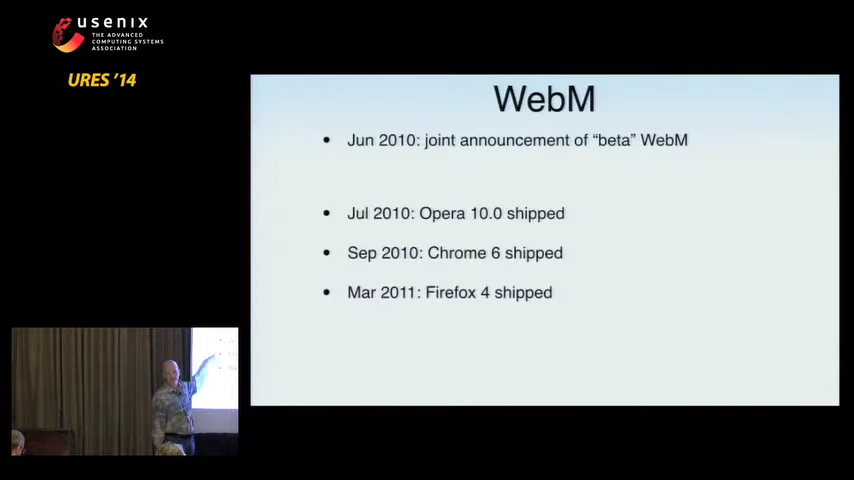 usenix
THE ADVANCED
COMPUTING SYSTEMS
ASSOCIATION
URES '14
WebM
• Jun 2010: joint announcement of “beta” WebM
• Jul 2010: Opera 10.0 shipped
• Sep 2010: Chrome 6 shipped
• Mar 2011: Firefox 4 shipped